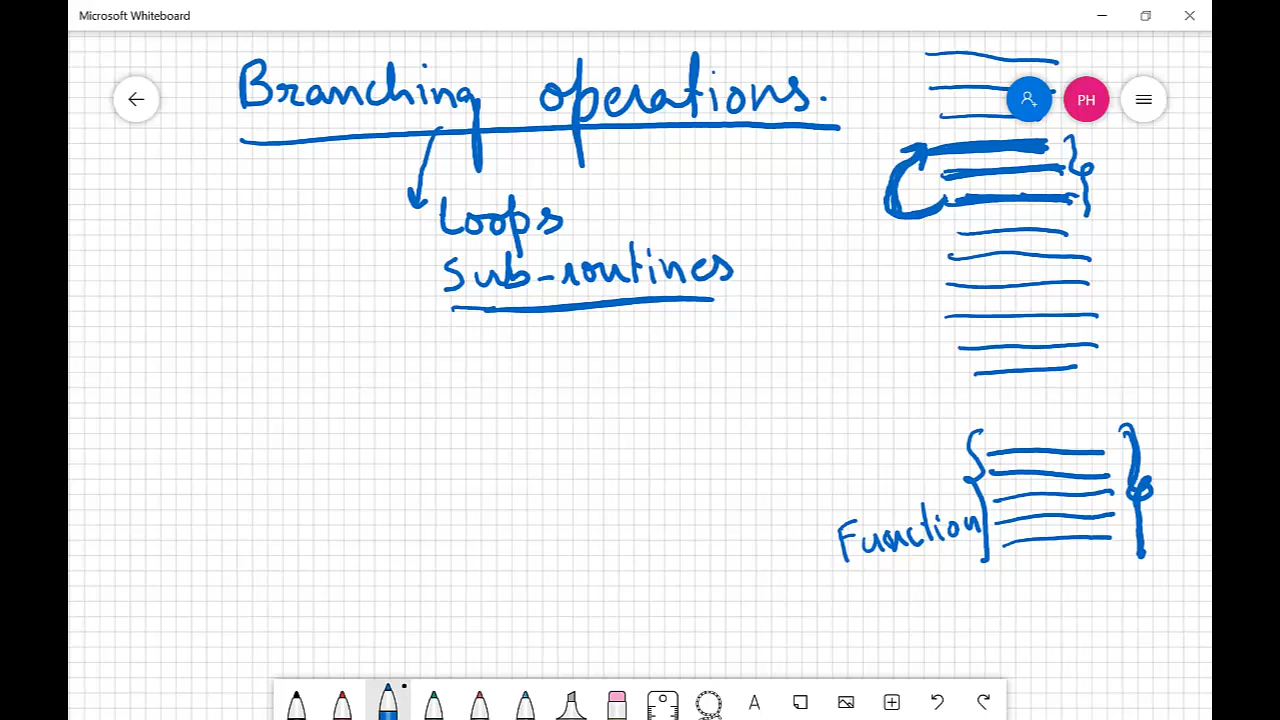 Microsoft Whiteboard
Branching operations.
PH
Loops
Sub-routines
Function
A